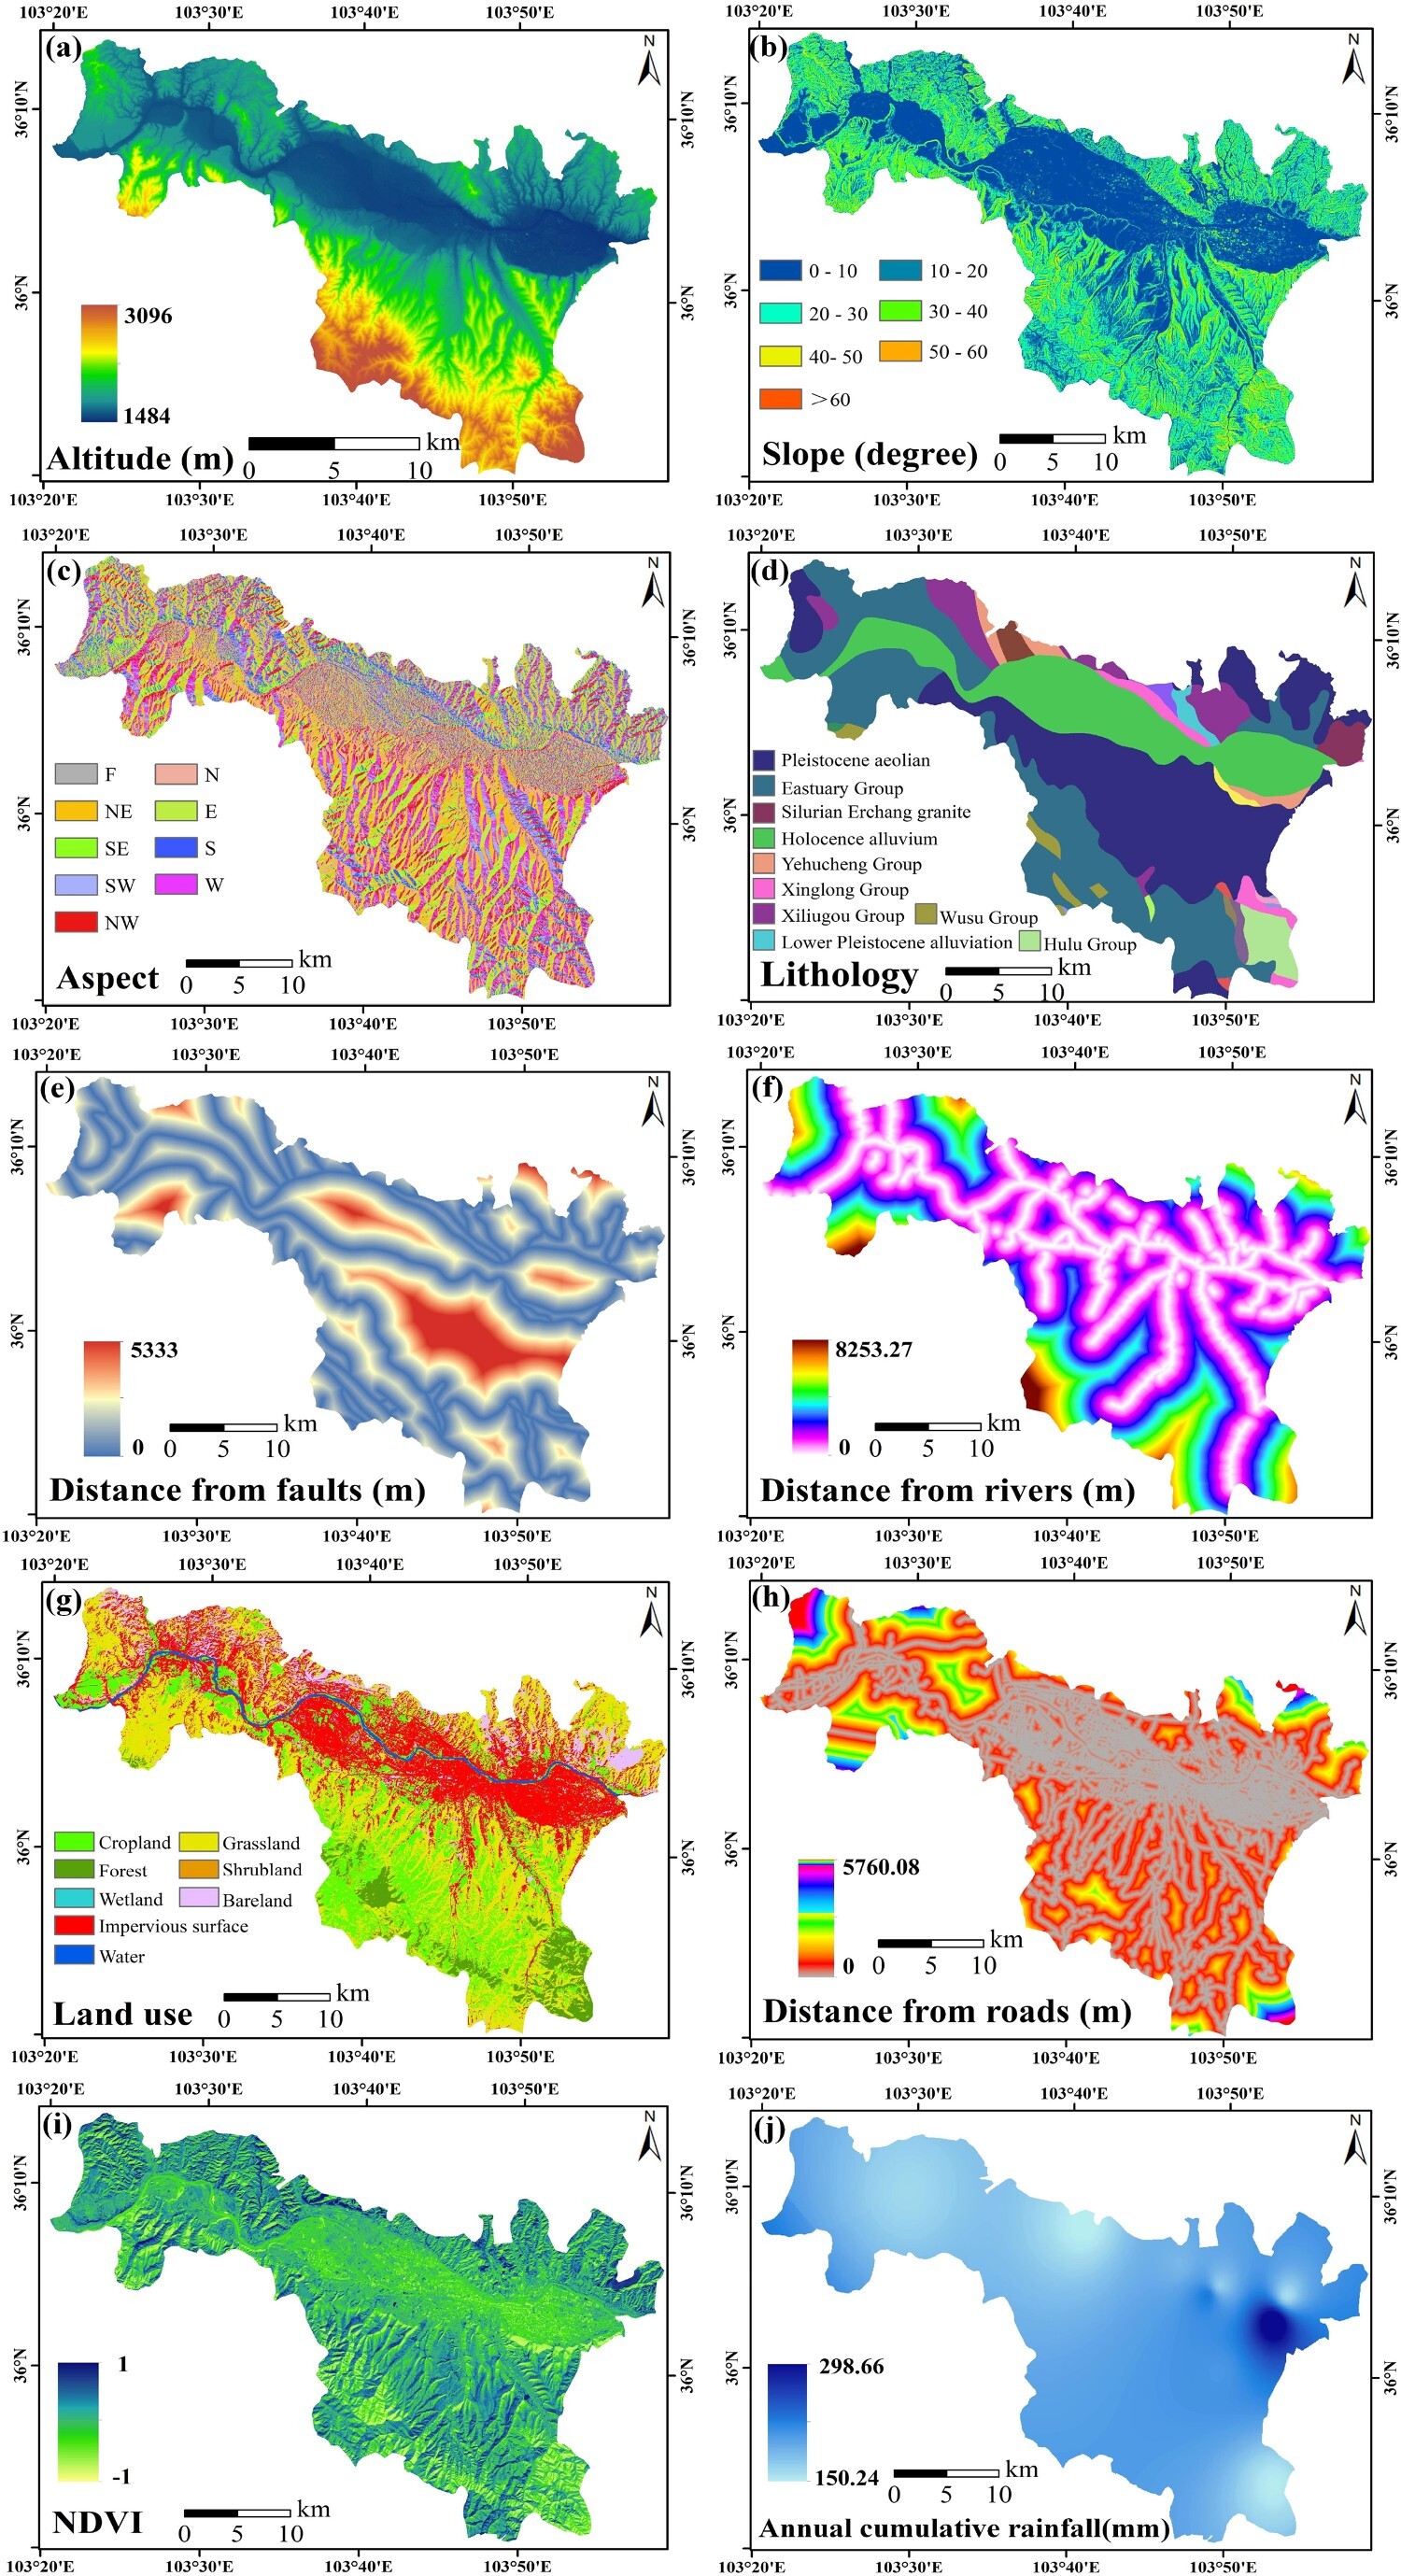 103°20'E 103°30'E 103°40'E 103°50'E
103°20'E 103°30'E 103°40'E 103°50'E
(a) N
36°10'N 36°10'N
36°N 36°N
3096
1484
Altitude (m)
km
0 5 10
103°20'E 103°30'E 103°40'E 103°50'E
(b) N
36°10'N 36°10'N
36°N 36°N
0 - 10 10 - 20
20 - 30 30 - 40
40- 50 50 - 60
>60
Slope (degree)
km
0 5 10
103°20'E 103°30'E 103°40'E 103°50'E
103°20'E 103°30'E 103°40'E 103°50'E
103°20'E 103°30'E 103°40'E 103°50'E
(c) N
36°10'N 36°10'N
36°N 36°N
F N
NE E
SE S
SW W
NW
Aspect
km
0 5 10
103°20'E 103°30'E 103°40'E 103°50'E
(d) N
36°10'N 36°10'N
36°N 36°N
Pleistocene aeolian
Eastuary Group
Silurian Erchang granite
Holocence alluvium
Yehucheng Group
Xinglong Group
Xiliugou Group Wusu Group
Lower Pleistocene alluviation Hulu Group
Lithology
km
0 5 10
103°20'E 103°30'E 103°40'E 103°50'E
103°20'E 103°30'E 103°40'E 103°50'E
103°20'E 103°30'E 103°40'E 103°50'E
(e) N
36°10'N 36°10'N
36°N 36°N
5333
0
km
0 5 10
Distance from faults (m)
103°20'E 103°30'E 103°40'E 103°50'E
(f) N
36°10'N 36°10'N
36°N 36°N
8253.27
0
km
0 5 10
Distance from rivers (m)
103°20'E 103°30'E 103°40'E 103°50'E
103°20'E 103°30'E 103°40'E 103°50'E
103°20'E 103°30'E 103°40'E 103°50'E
(g) N
36°10'N 36°10'N
36°N 36°N
Cropland Grassland
Forest Shrubland
Wetland Bareland
Impervious surface
Water
Land use
km
0 5 10
103°20'E 103°30'E 103°40'E 103°50'E
(h) N
36°10'N 36°10'N
36°N 36°N
5760.08
0
km
0 5 10
Distance from roads (m)
103°20'E 103°30'E 103°40'E 103°50'E
103°20'E 103°30'E 103°40'E 103°50'E
103°20'E 103°30'E 103°40'E 103°50'E
(i) N
36°10'N 36°10'N
36°N 36°N
1
-1
NDVI
km
0 5 10
103°20'E 103°30'E 103°40'E 103°50'E
(j) N
36°10'N 36°10'N
36°N 36°N
298.66
150.24
km
0 5 10
Annual cumulative rainfall(mm)
103°20'E 103°30'E 103°40'E 103°50'E